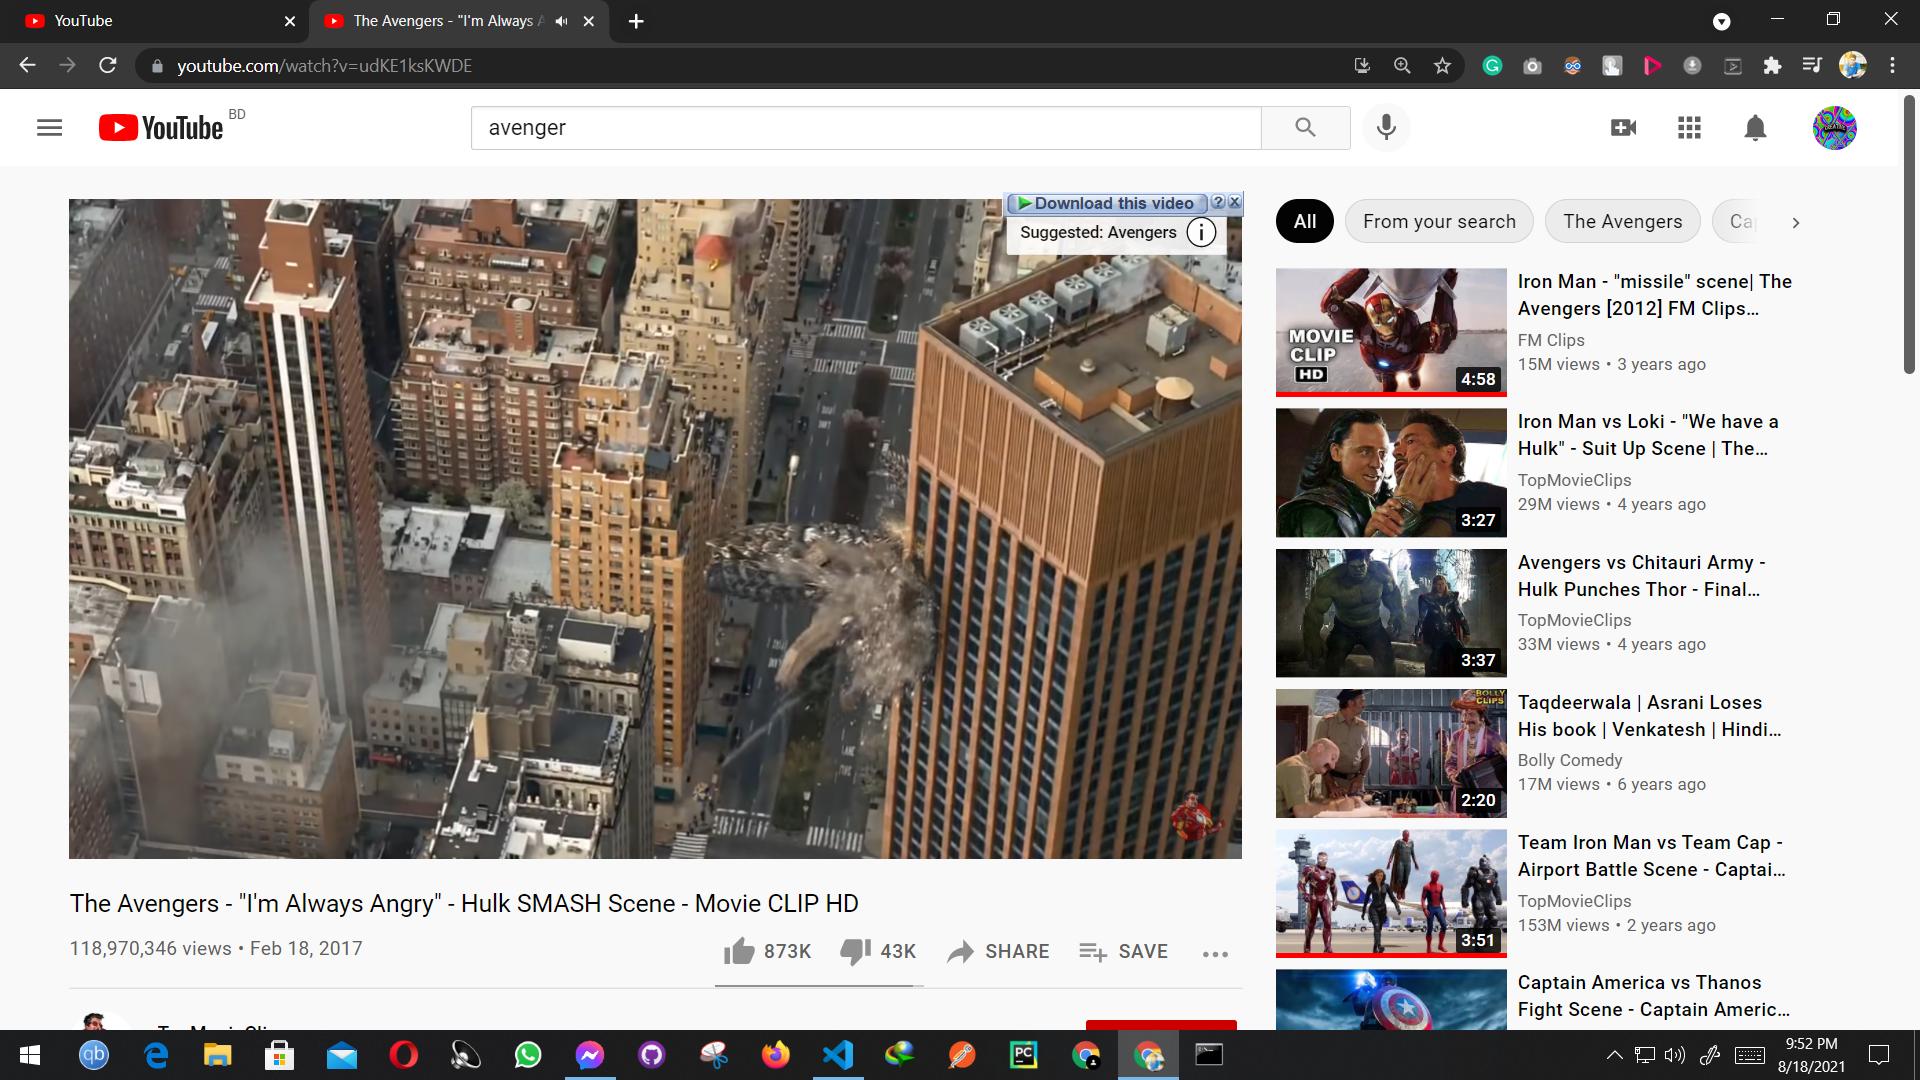 YouTube
The Avengers - "I'm Always A
youtube.com/watch?v=udKE1ksKWDE
YouTube
BD
avenger
Download this video
Suggested: Avengers
All
From your search
The Avengers
Ca
MOVIE
CLIP
HD
4:58
Iron Man - "missile" scene| The
Avengers [2012] FM Clips...
FM Clips
15M views • 3 years ago
3:27
Iron Man vs Loki - "We have a
Hulk" - Suit Up Scene | The...
TopMovieClips
29M views • 4 years ago
3:37
Avengers vs Chitauri Army -
Hulk Punches Thor - Final...
TopMovieClips
33M views • 4 years ago
BOLLY
CLIPS
2:20
Taqdeerwala | Asrani Loses
His book | Venkatesh | Hindi...
Bolly Comedy
17M views • 6 years ago
3:51
Team Iron Man vs Team Cap -
Airport Battle Scene - Captai...
TopMovieClips
153M views • 2 years ago
Captain America vs Thanos
Fight Scene - Captain Americ...
The Avengers - "I'm Always Angry" - Hulk SMASH Scene - Movie CLIP HD
118,970,346 views • Feb 18, 2017
873K
43K
SHARE
SAVE
qb
PC
9:52 PM
8/18/2021